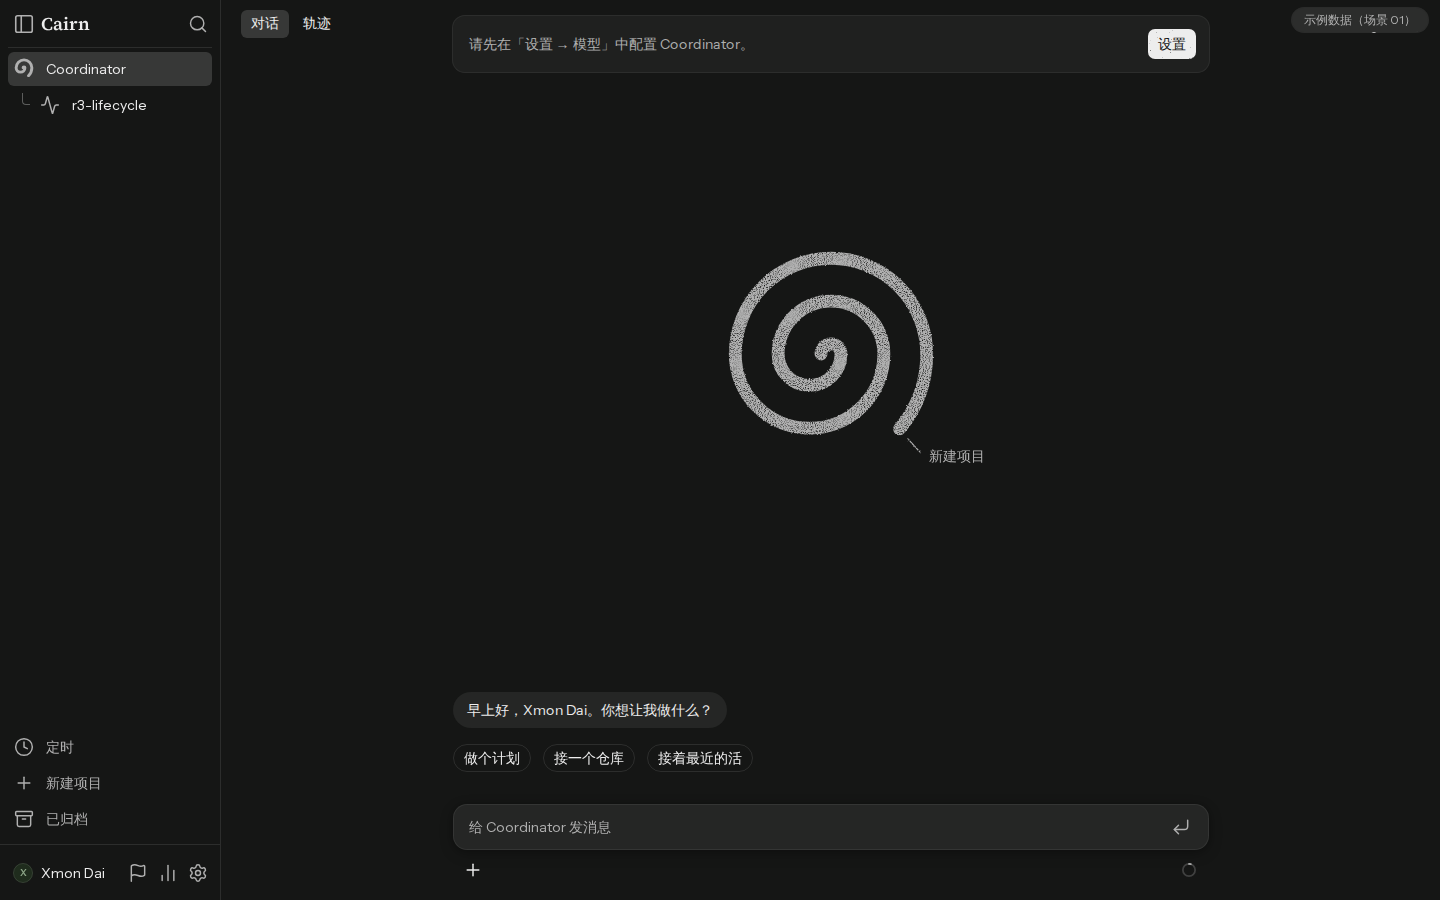 Cairn
Coordinator
r3-lifecycle
定时
新建项目
已归档
X
Xmon Dai
对话
轨迹
请先在「设置 → 模型」中配置 Coordinator。
设置
示例数据（场景 01）
新建项目
早上好，Xmon Dai。你想让我做什么？
做个计划
接一个仓库
接着最近的活
给 Coordinator 发消息